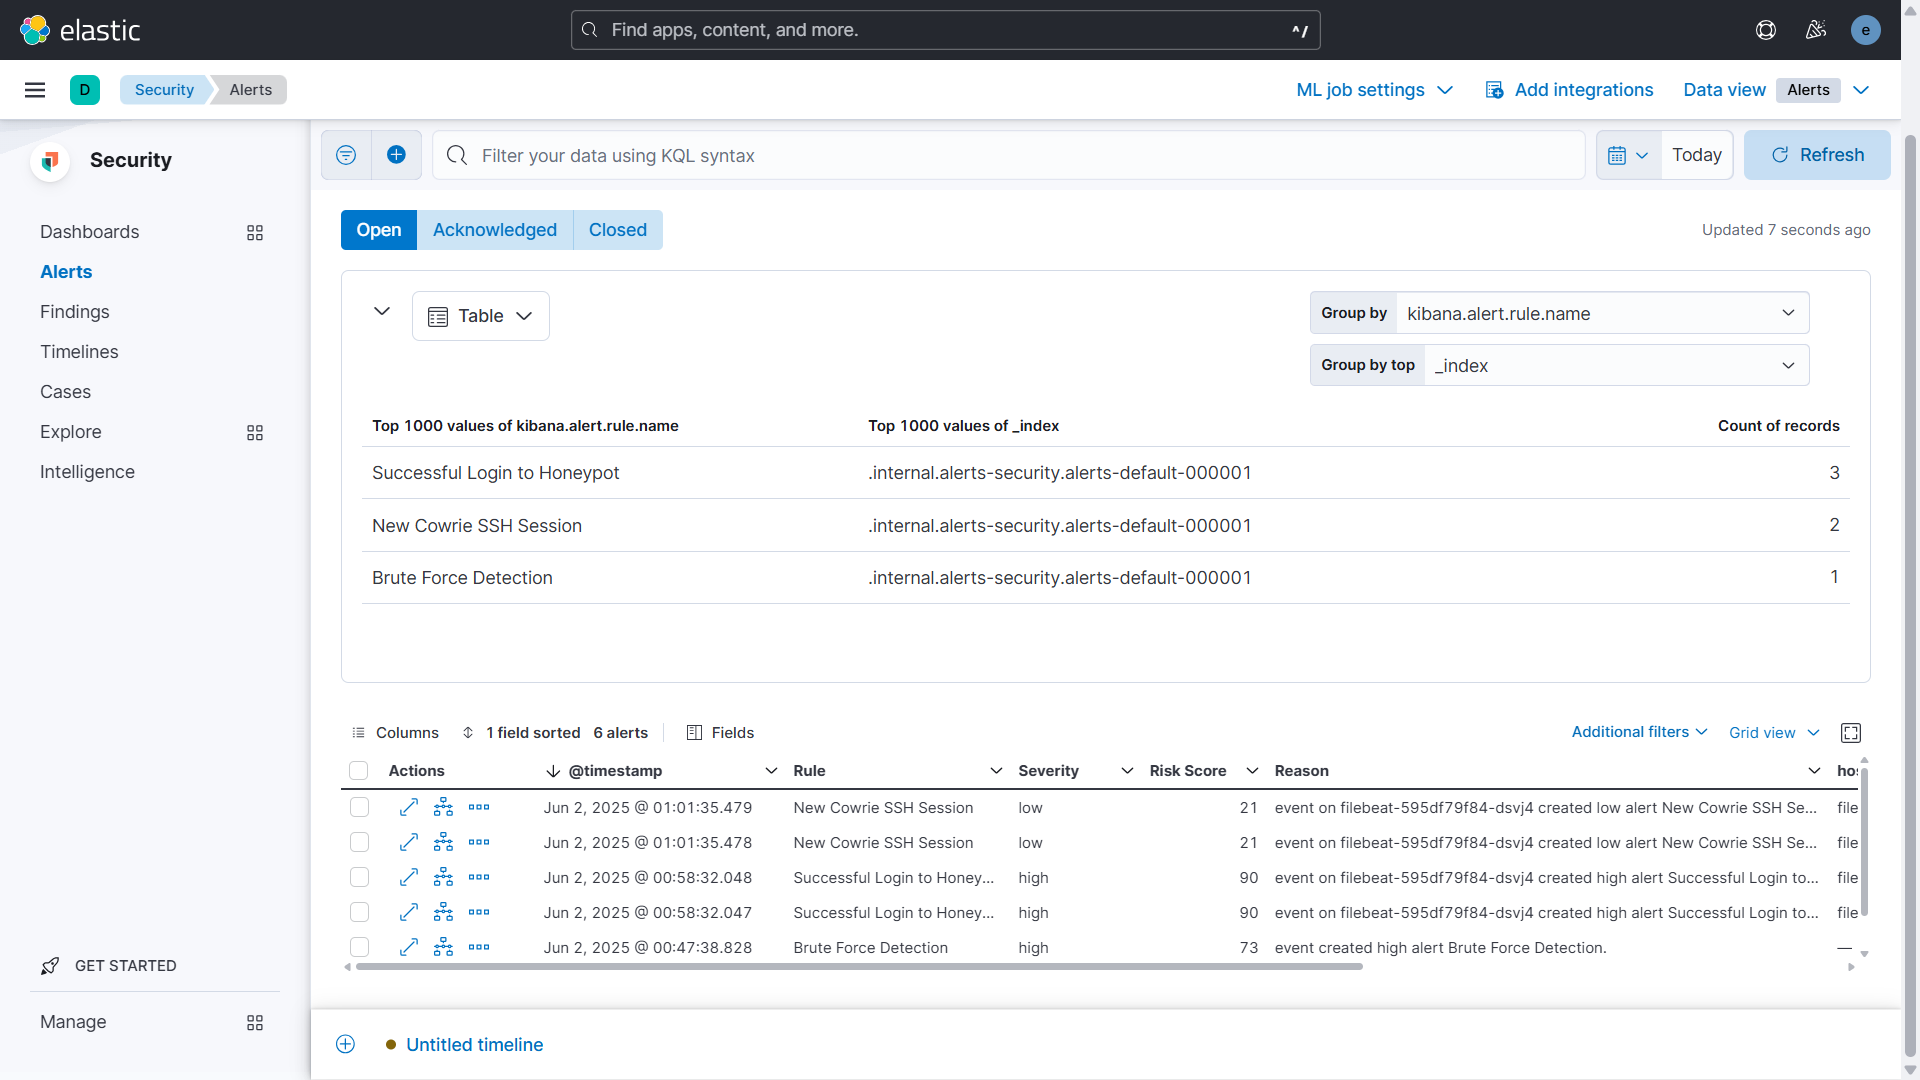 elastic
Find apps, content, and more.
^/
e
D
Security
Alerts
ML job settings
Add integrations
Data view
Alerts
Security
Dashboards
Alerts
Findings
Timelines
Cases
Explore
Intelligence
GET STARTED
Manage
Filter your data using KQL syntax
Today
Refresh
Open
Acknowledged
Closed
Updated 7 seconds ago
Table
Group by
kibana.alert.rule.name
Group by top
_index
Top 1000 values of kibana.alert.rule.name Top 1000 values of _index Count of records
Successful Login to Honeypot .internal.alerts-security.alerts-default-000001 3
New Cowrie SSH Session .internal.alerts-security.alerts-default-000001 2
Brute Force Detection .internal.alerts-security.alerts-default-000001 1
Columns 1 field sorted 6 alerts Fields Additional filters Grid view
Actions @timestamp Rule Severity Risk Score Reason hos
Jun 2, 2025 @ 01:01:35.479 New Cowrie SSH Session low 21 event on filebeat-595df79f84-dsvj4 created low alert New Cowrie SSH Se... file
Jun 2, 2025 @ 01:01:35.478 New Cowrie SSH Session low 21 event on filebeat-595df79f84-dsvj4 created low alert New Cowrie SSH Se... file
Jun 2, 2025 @ 00:58:32.048 Successful Login to Honey... high 90 event on filebeat-595df79f84-dsvj4 created high alert Successful Login to... file
Jun 2, 2025 @ 00:58:32.047 Successful Login to Honey... high 90 event on filebeat-595df79f84-dsvj4 created high alert Successful Login to... file
Jun 2, 2025 @ 00:47:38.828 Brute Force Detection high 73 event created high alert Brute Force Detection. —
Untitled timeline